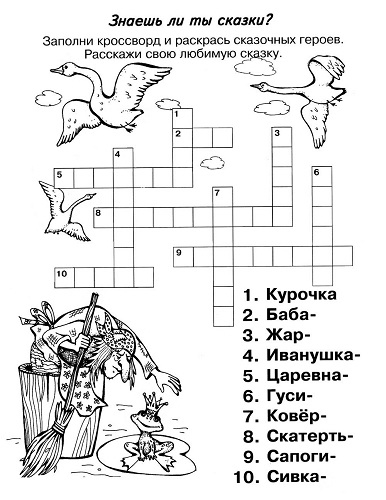 Знаешь ли ты сказки?
Заполни кроссворд и раскрась сказочных героев.
Расскажи свою любимую сказку.
1
2
3
4
5
6
7
8
9
10
1. Курочка
2. Баба-
3. Жар-
4. Иванушка-
5. Царевна-
6. Гуси-
7. Ковёр-
8. Скатерть-
9. Сапоги-
10. Сивка-